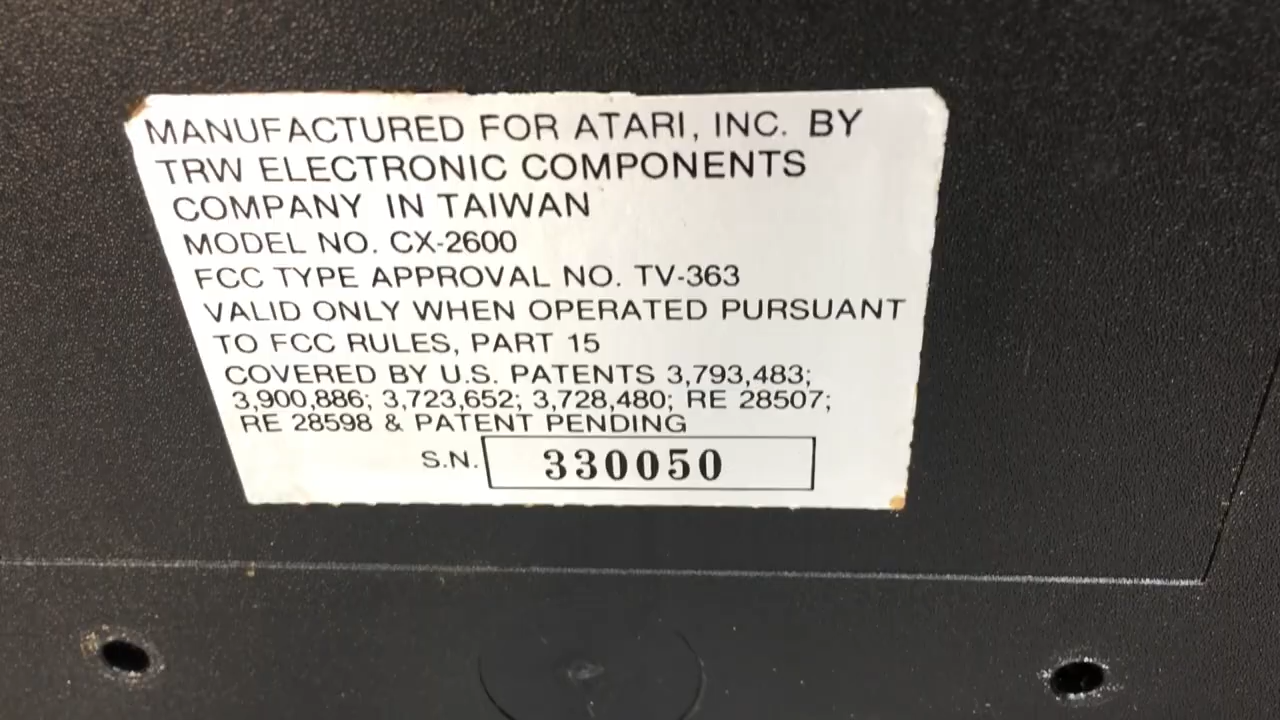 MANUFACTURED FOR ATARI, INC. BY
TRW ELECTRONIC COMPONENTS
COMPANY IN TAIWAN
MODEL NO. CX-2600
FCC TYPE APPROVAL NO. TV-363
VALID ONLY WHEN OPERATED PURSUANT
TO FCC RULES, PART 15
COVERED BY U.S. PATENTS 3,793,483;
3,900,886; 3,723,652; 3,728,480; RE 28507;
RE 28598 & PATENT PENDING
S.N. 330050